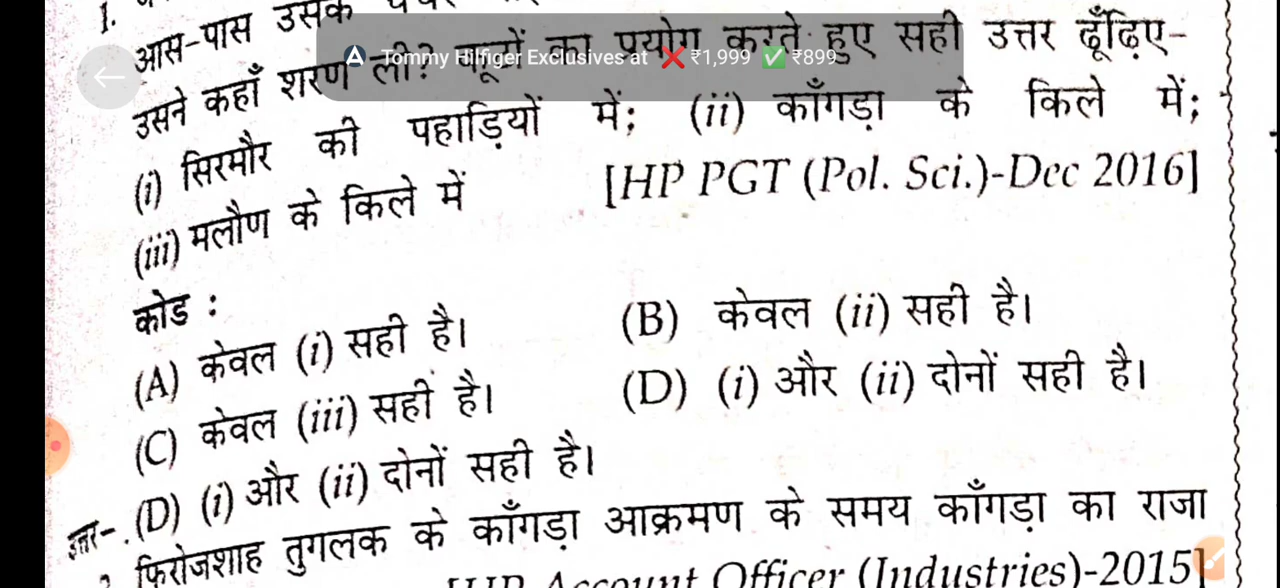 1.
आस-पास उसके
उसने कहाँ शरण ली? कूटों का प्रयोग करते हुए सही उत्तर ढूँढ़िए-
Tommy Hilfiger Exclusives at ❌ ₹1,999 ✅ ₹899
(i) सिरमौर की पहाड़ियों में; (ii) काँगड़ा के किले में;
(iii) मलौण के किले में [HP PGT (Pol. Sci.)-Dec 2016]
कोड :
(A) केवल (i) सही है। (B) केवल (ii) सही है।
(C) केवल (iii) सही है। (D) (i) और (ii) दोनों सही है।
उत्तर- (D) (i) और (ii) दोनों सही है।
फिरोजशाह तुगलक के काँगड़ा आक्रमण के समय काँगड़ा का राजा
Account Officer (Industries)-2015]